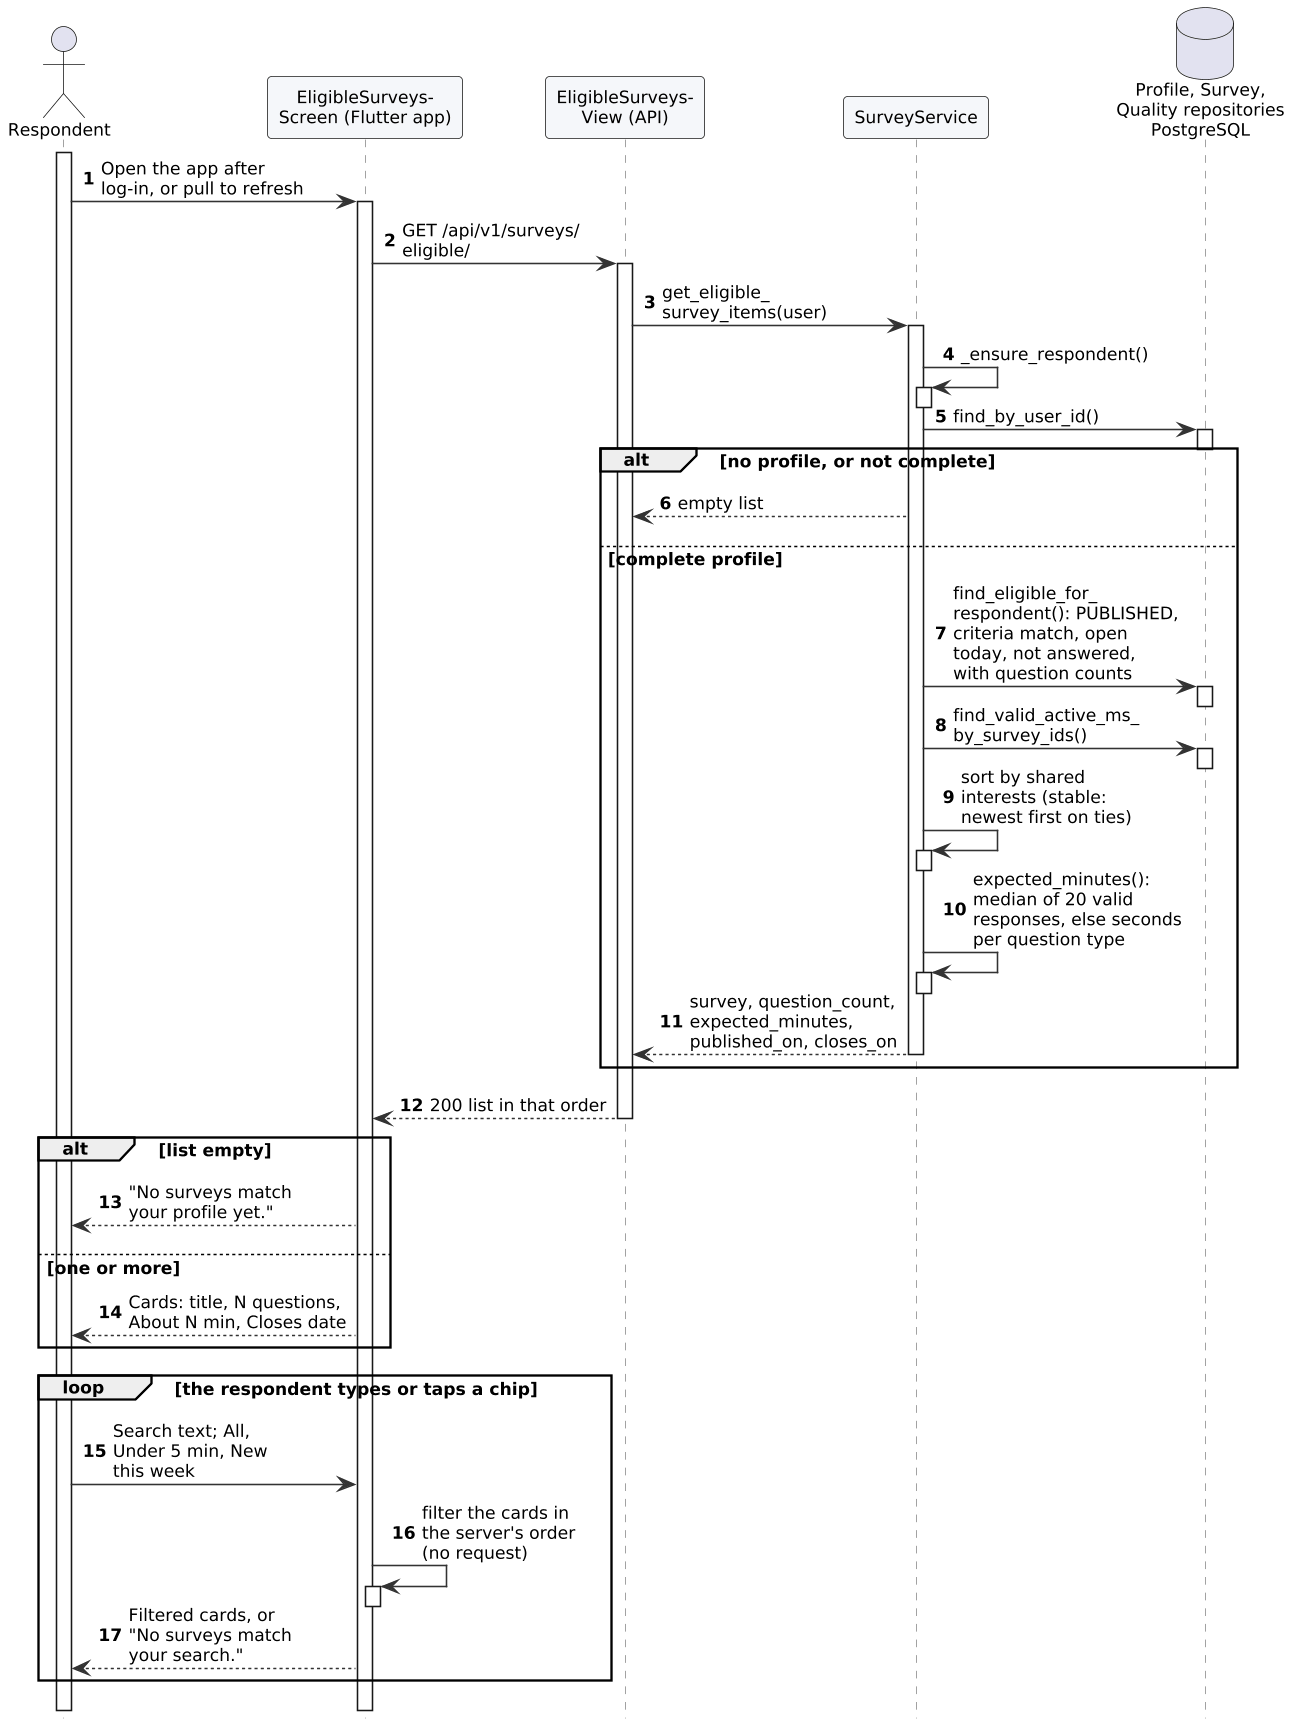 Respondent
EligibleSurveys-
Screen (Flutter app)
EligibleSurveys-
View (API)
SurveyService
Profile, Survey,
Quality repositories
PostgreSQL
1 Open the app after
log-in, or pull to refresh
2 GET /api/v1/surveys/
eligible/
3 get_eligible_
survey_items(user)
4 _ensure_respondent()
5 find_by_user_id()
alt [no profile, or not complete]
6 empty list
[complete profile]
7 find_eligible_for_
respondent(): PUBLISHED,
criteria match, open
today, not answered,
with question counts
8 find_valid_active_ms_
by_survey_ids()
9 sort by shared
interests (stable:
newest first on ties)
10 expected_minutes():
median of 20 valid
responses, else seconds
per question type
11 survey, question_count,
expected_minutes,
published_on, closes_on
12 200 list in that order
alt [list empty]
13 "No surveys match
your profile yet."
[one or more]
14 Cards: title, N questions,
About N min, Closes date
loop [the respondent types or taps a chip]
15 Search text; All,
Under 5 min, New
this week
16 filter the cards in
the server's order
(no request)
17 Filtered cards, or
"No surveys match
your search."